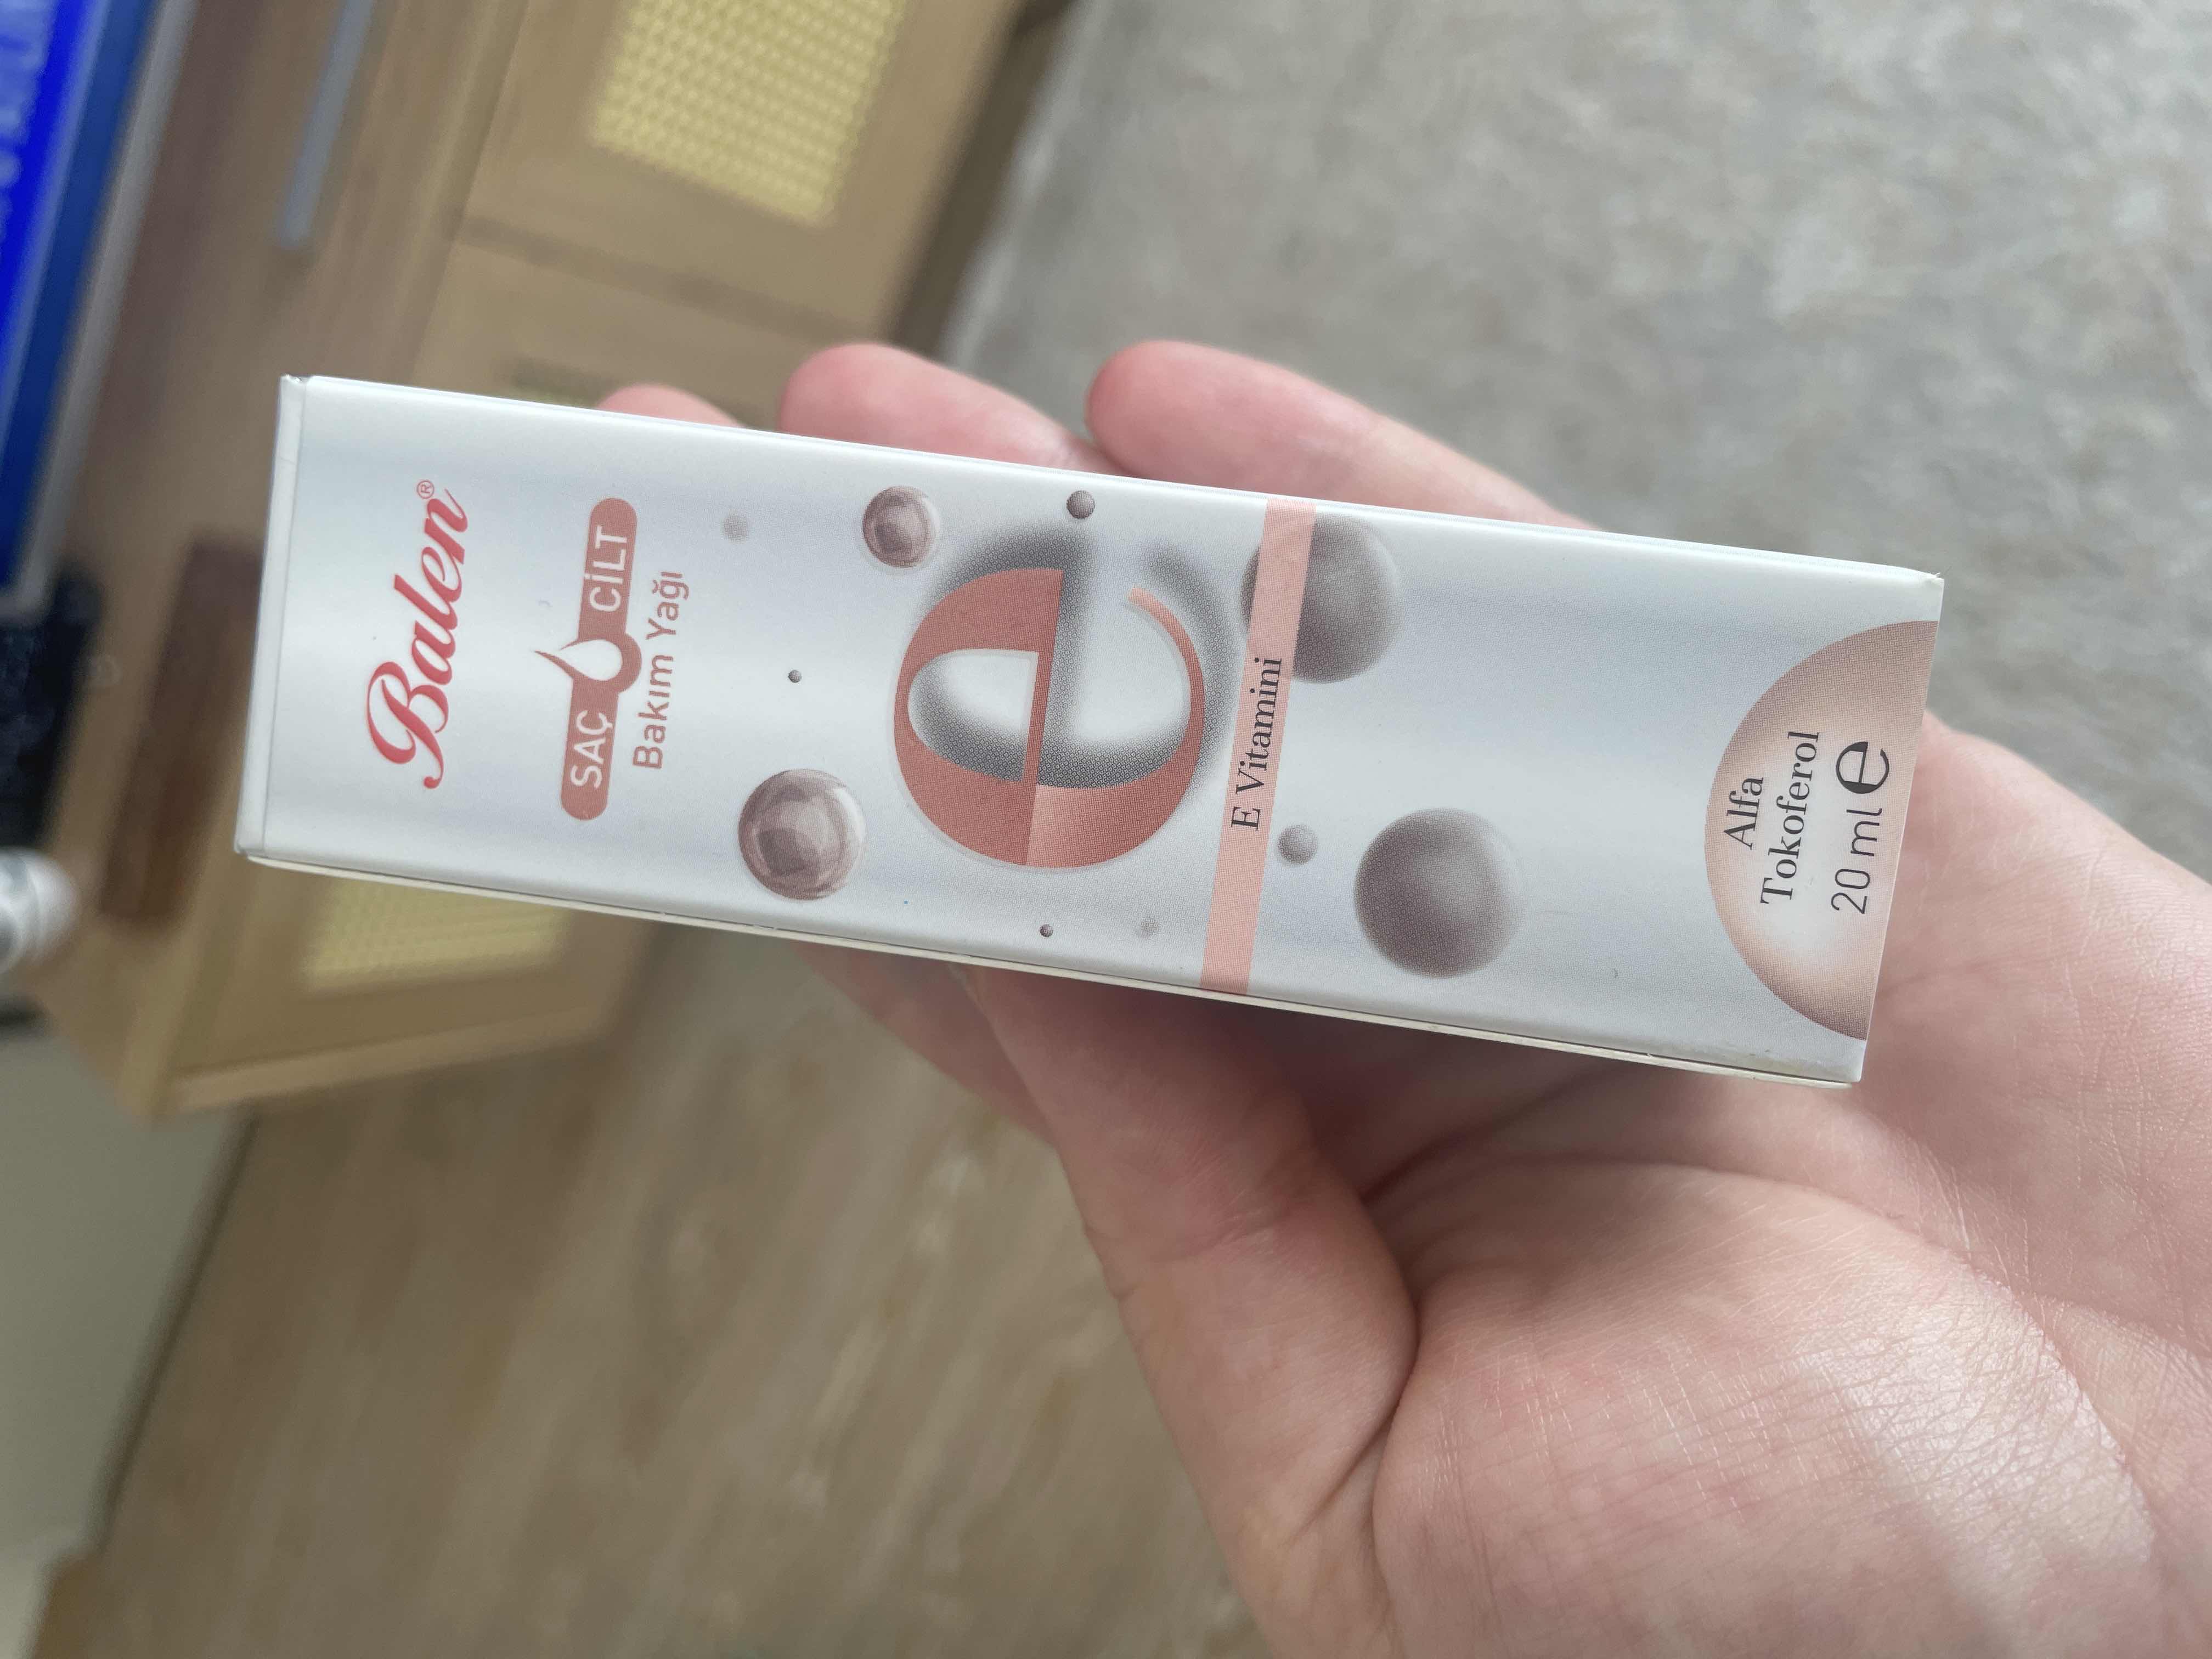 Balen®
SAÇ CİLT
Bakım Yağı
e
E Vitamini
Alfa
Tokoferol
20 ml e